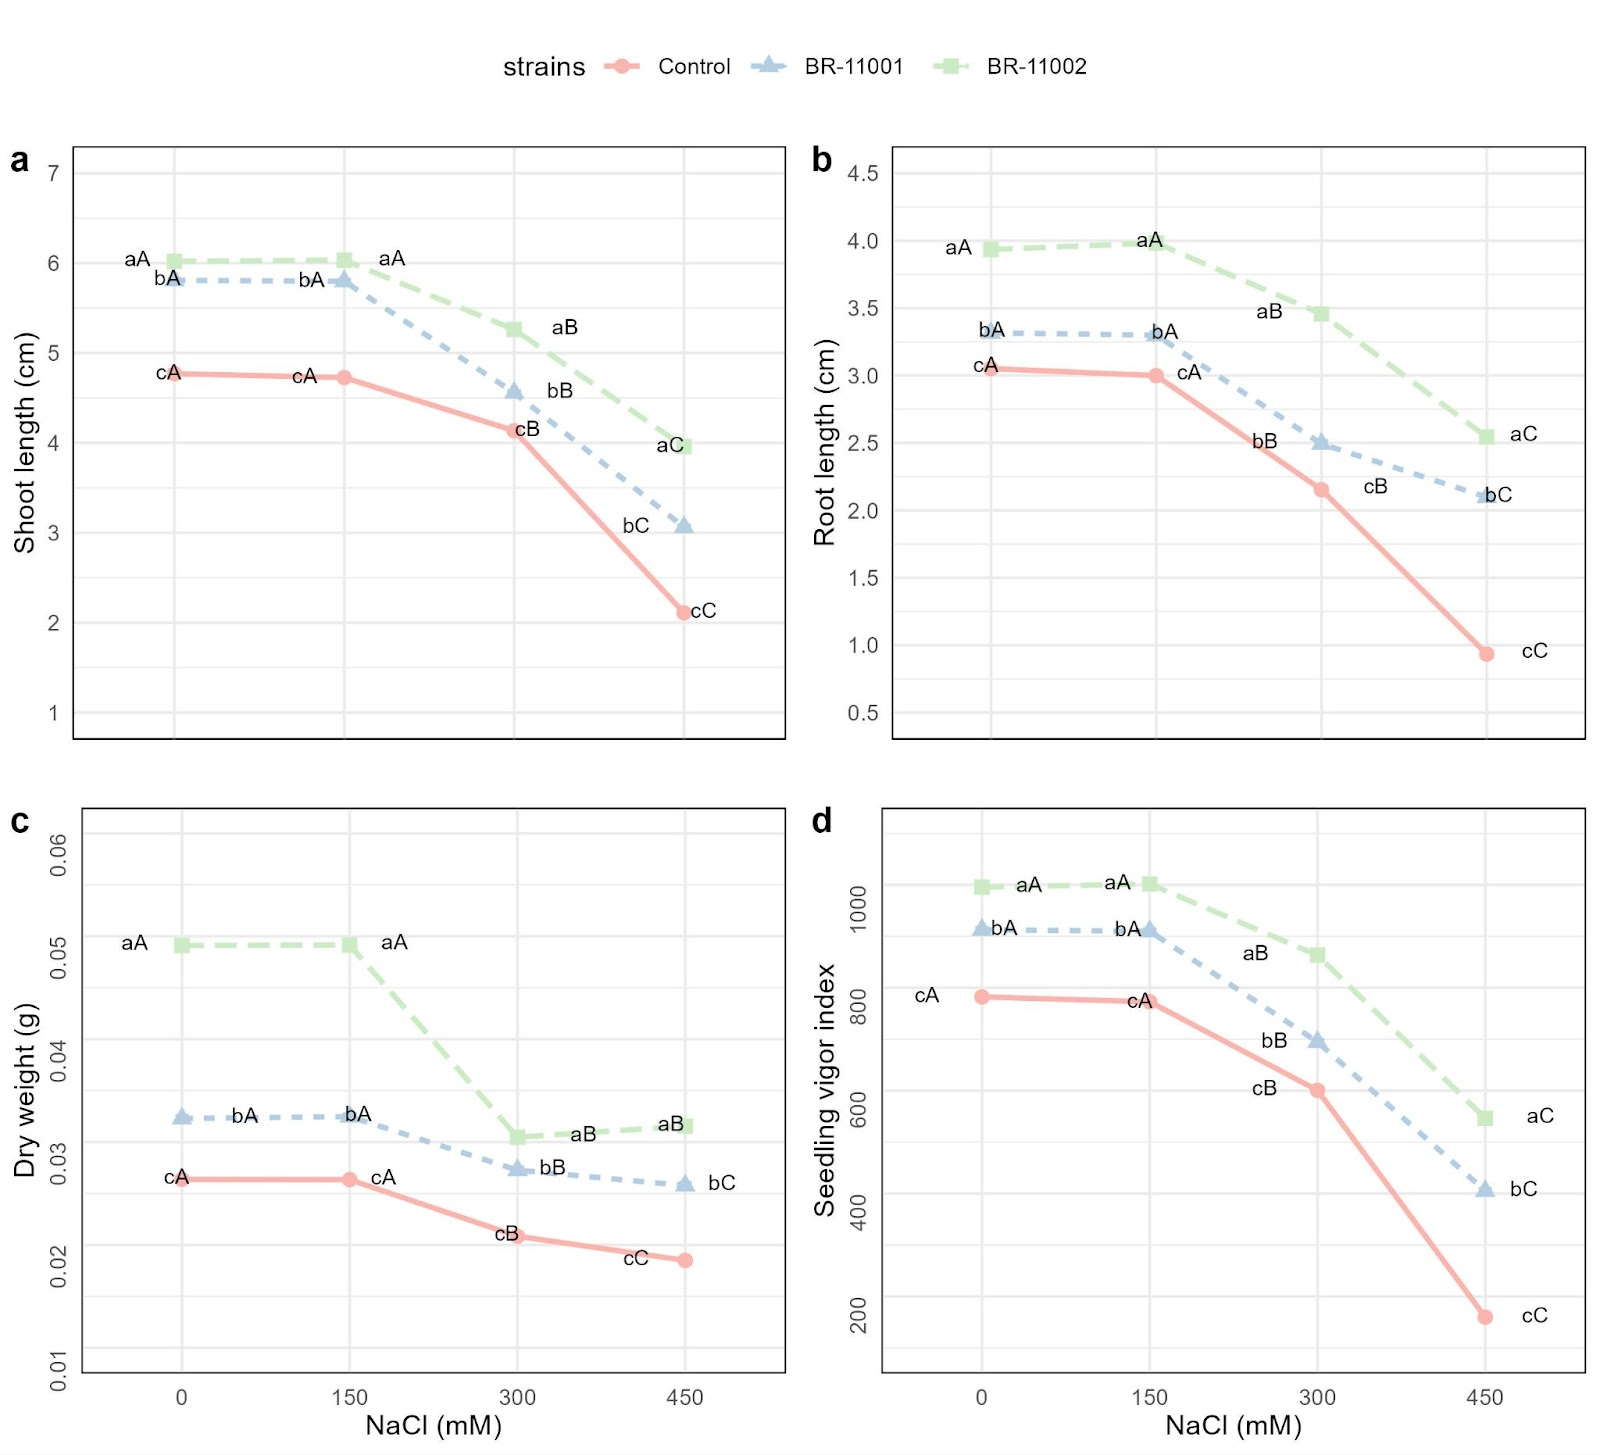 strains Control BR-11001 BR-11002
a
7
6
5
4
3
2
1
Shoot length (cm)
aA
aA
bA
bA
aB
cA
cA
bB
cB
aC
bC
cC
b
4.5
4.0
3.5
3.0
2.5
2.0
1.5
1.0
0.5
Root length (cm)
aA
aA
aB
bA
bA
cA
cA
bB
aC
cB
bC
cC
c
0.06
0.05
0.04
0.03
0.02
0.01
Dry weight (g)
aA
aA
bA
bA
aB
aB
bB
cA
cA
bC
cB
cC
0 150 300 450
NaCl (mM)
d
1000
800
600
400
200
Seedling vigor index
aA
aA
bA
bA
aB
cA
cA
bB
cB
aC
bC
cC
0 150 300 450
NaCl (mM)